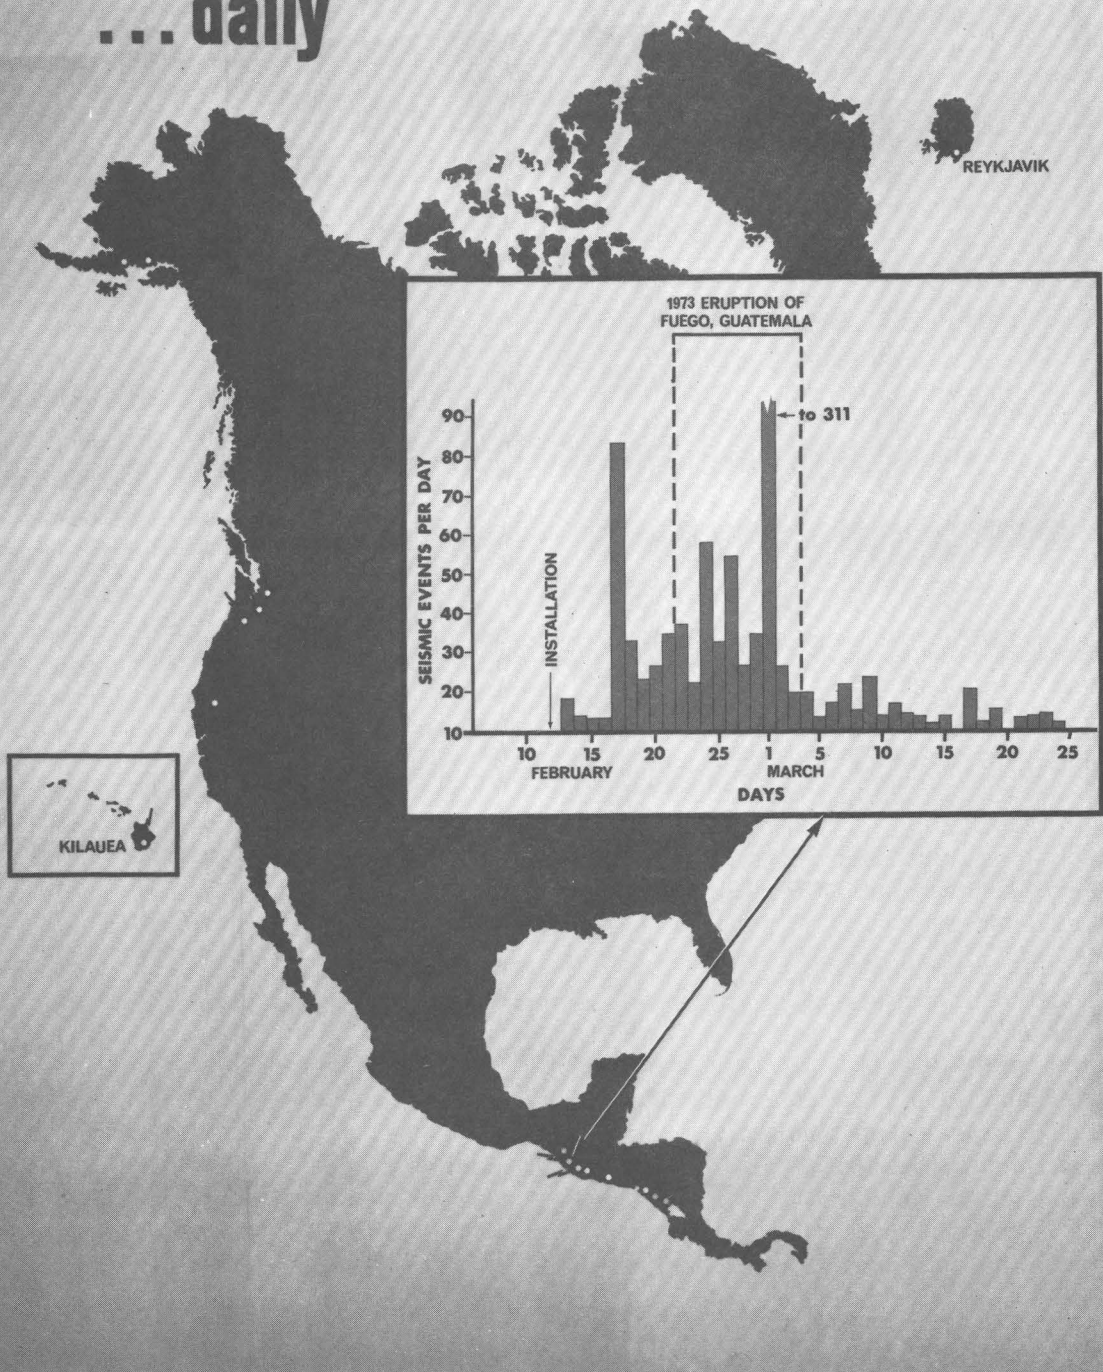 ...daily
REYKJAVIK
1973 ERUPTION OF
FUEGO, GUATEMALA
to 311
90
80
70
60
50
40
30
20
10
SEISMIC EVENTS PER DAY
INSTALLATION
10 15 20 25 1 5 10 15 20 25
FEBRUARY MARCH
DAYS
KILAUEA